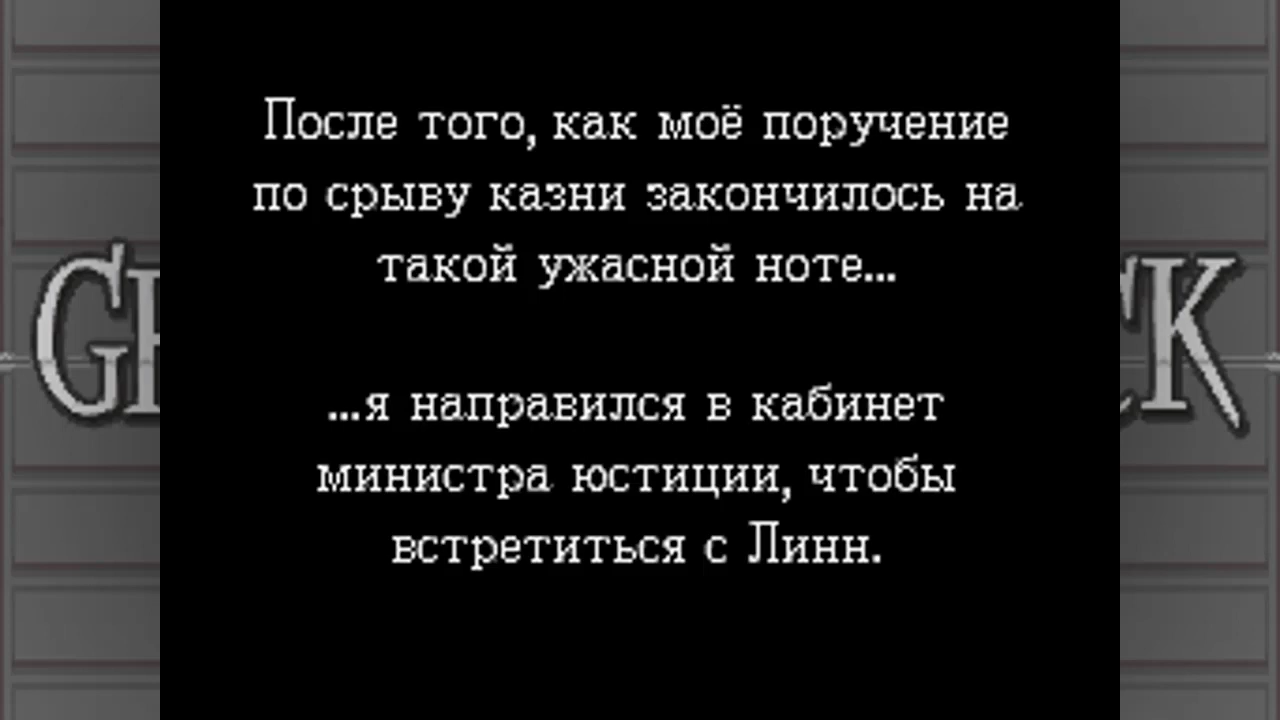 После того, как моё поручение
по срыву казни закончилось на
такой ужасной ноте...
...я направился в кабинет
министра юстиции, чтобы
встретиться с Линн.